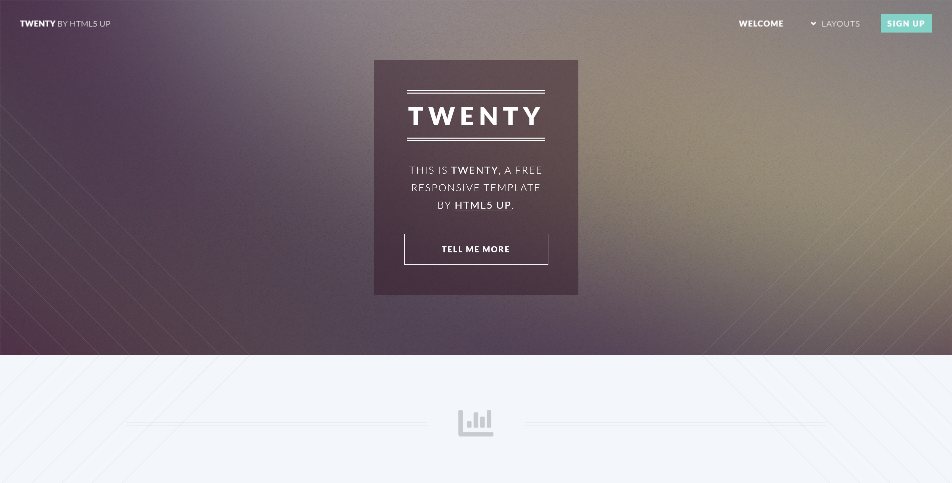 TWENTY BY HTML5 UP
WELCOME
LAYOUTS
SIGN UP
TWENTY
THIS IS TWENTY, A FREE
RESPONSIVE TEMPLATE
BY HTML5 UP.
TELL ME MORE